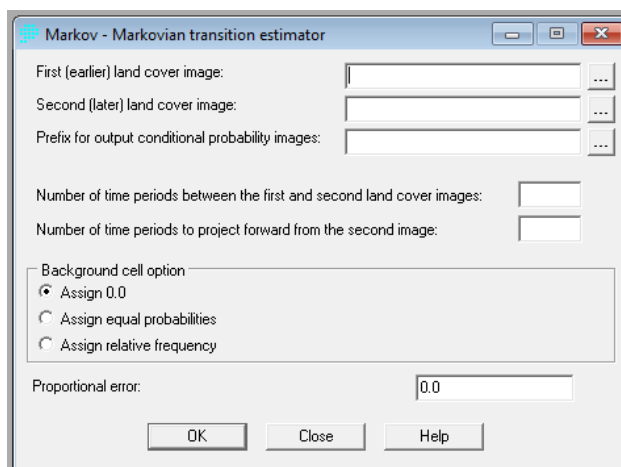 Markov - Markovian transition estimator
First (earlier) land cover image:
...
Second (later) land cover image:
...
Prefix for output conditional probability images:
...
Number of time periods between the first and second land cover images:
Number of time periods to project forward from the second image:
Background cell option
Assign 0.0
Assign equal probabilities
Assign relative frequency
Proportional error: 0.0
OK Close Help